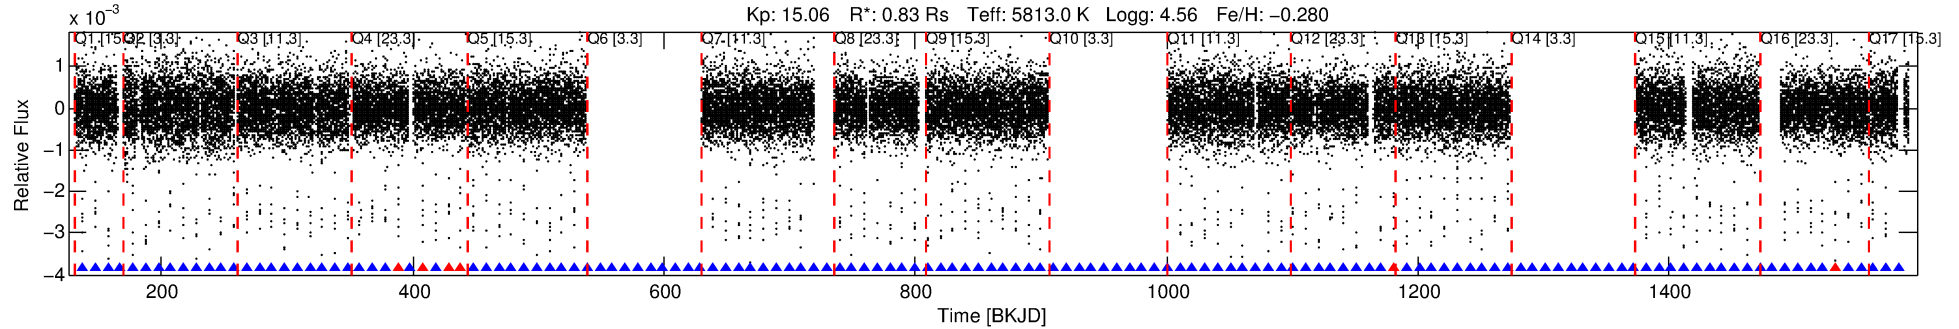 Kp: 15.06 R*: 0.83 Rs Teff: 5813.0 K Logg: 4.56 Fe/H: −0.280
x 10⁻³
Q1 [15.3] Q2 [3.3] Q3 [11.3] Q4 [23.3] Q5 [15.3] Q6 [3.3] Q7 [11.3] Q8 [23.3] Q9 [15.3] Q10 [3.3] Q11 [11.3] Q12 [23.3] Q13 [15.3] Q14 [3.3] Q15 [11.3] Q16 [23.3] Q17 [15.3]
1
0
−1
−2
−3
−4
Relative Flux
200 400 600 800 1000 1200 1400
Time [BKJD]